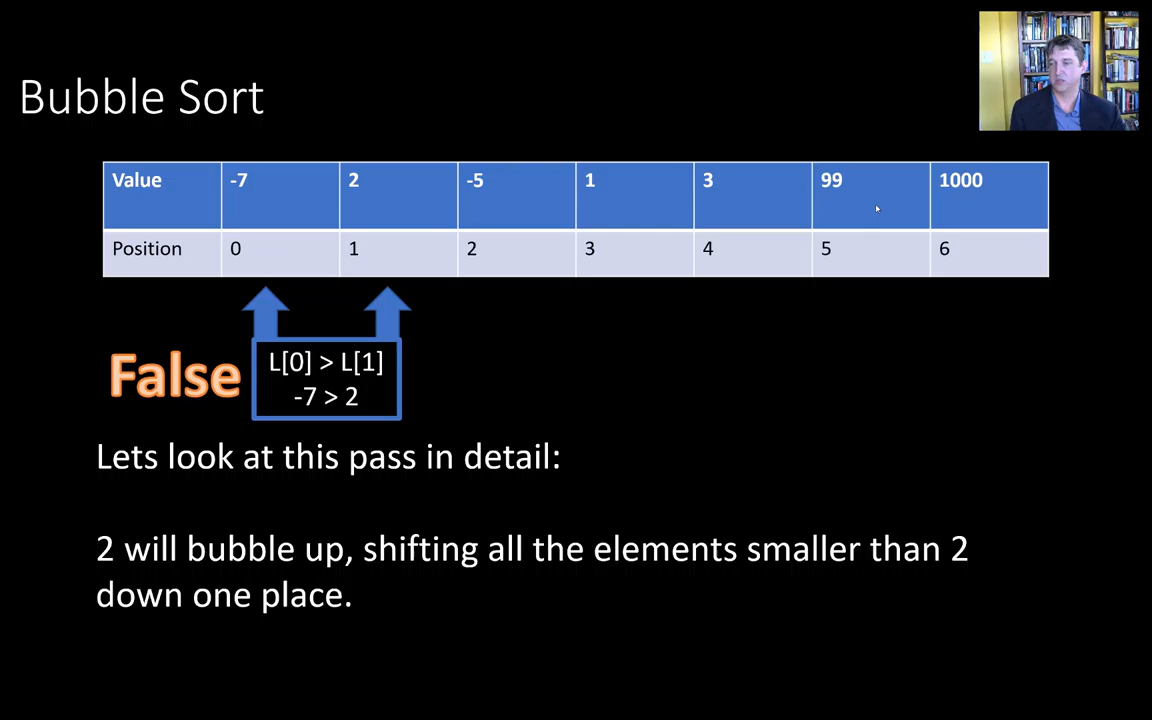 Bubble Sort
Value -7 2 -5 1 3 99 1000
Position 0 1 2 3 4 5 6
False
L[0] > L[1]
-7 > 2
Lets look at this pass in detail:
2 will bubble up, shifting all the elements smaller than 2
down one place.